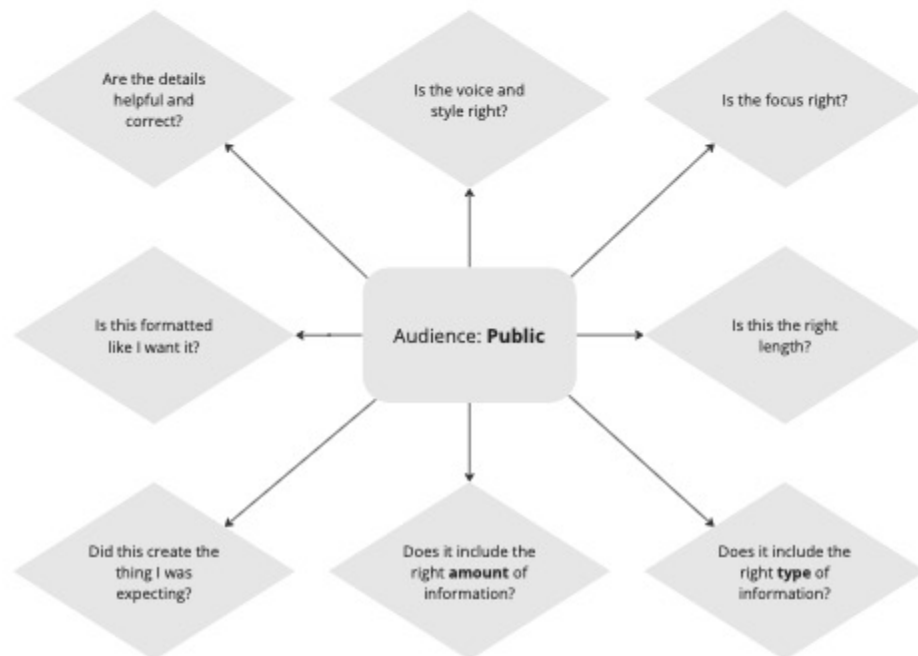 Are the details
helpful and
correct?
Is the voice and
style right?
Is the focus right?
Is this formatted
like I want it?
Audience: Public
Is this the right
length?
Did this create the
thing I was
expecting?
Does it include the
right amount of
information?
Does it include the
right type of
information?